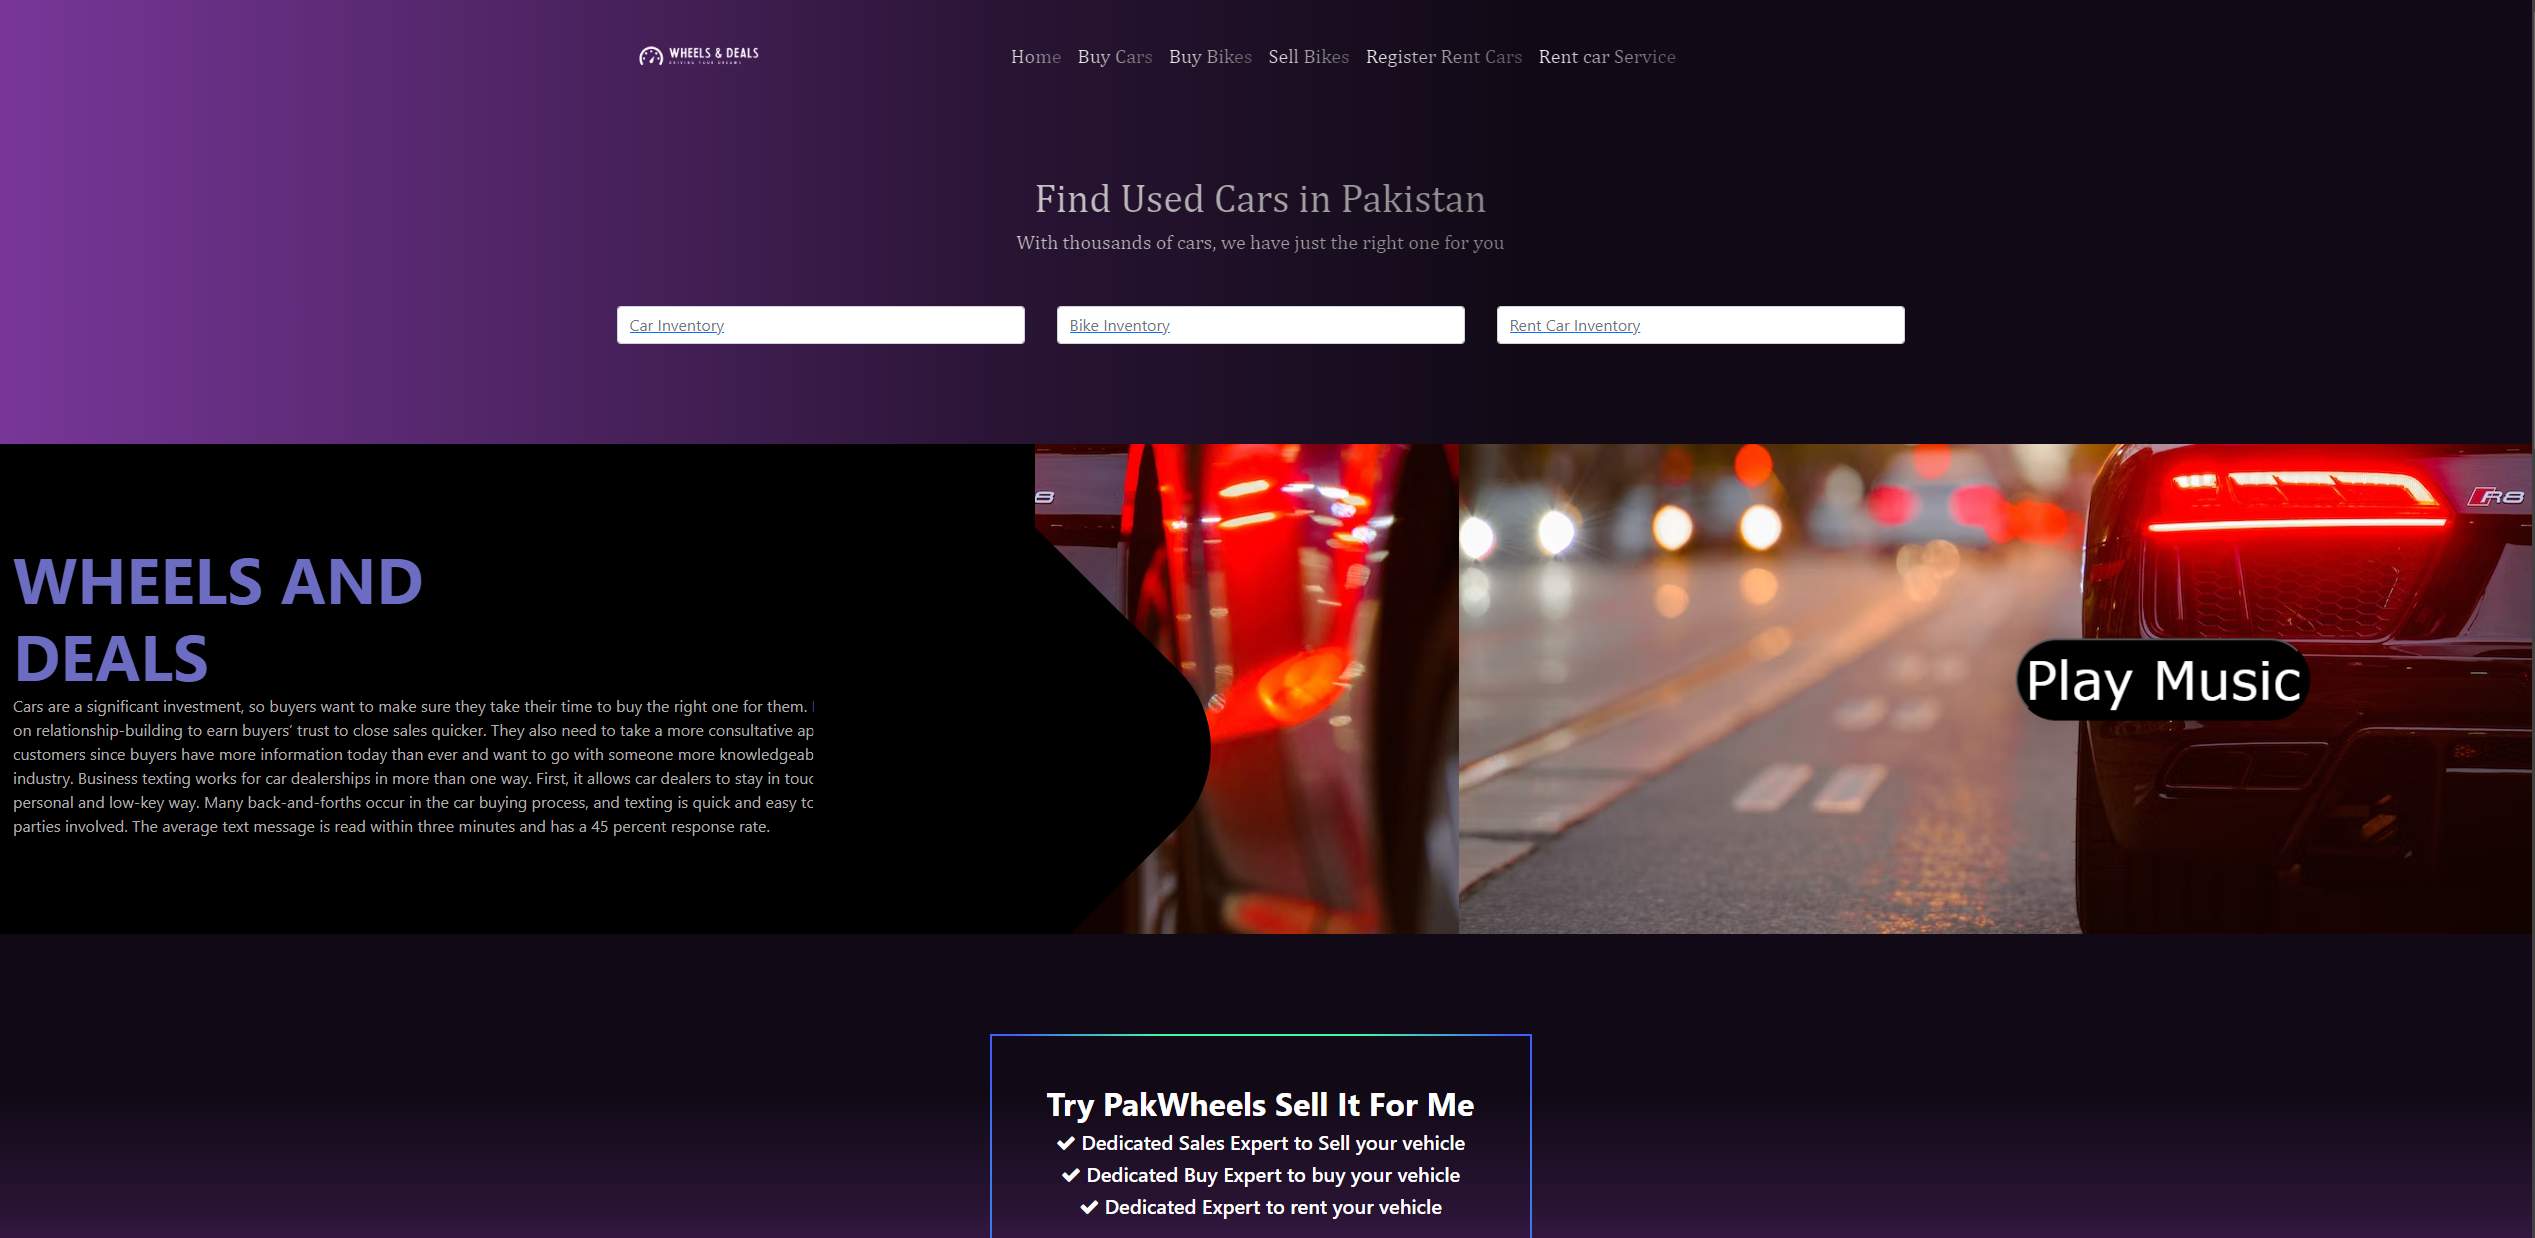 WHEELS & DEALS
DRIVING YOUR DREAMS
Home Buy Cars Buy Bikes Sell Bikes Register Rent Cars Rent car Service
Find Used Cars in Pakistan
With thousands of cars, we have just the right one for you
Car Inventory Bike Inventory Rent Car Inventory
R8
WHEELS AND
DEALS
Play Music
Cars are a significant investment, so buyers want to make sure they take their time to buy the right one for them.
on relationship-building to earn buyers' trust to close sales quicker. They also need to take a more consultative ap
customers since buyers have more information today than ever and want to go with someone more knowledgeab
industry. Business texting works for car dealerships in more than one way. First, it allows car dealers to stay in touc
personal and low-key way. Many back-and-forths occur in the car buying process, and texting is quick and easy to
parties involved. The average text message is read within three minutes and has a 45 percent response rate.
Try PakWheels Sell It For Me
Dedicated Sales Expert to Sell your vehicle
Dedicated Buy Expert to buy your vehicle
Dedicated Expert to rent your vehicle